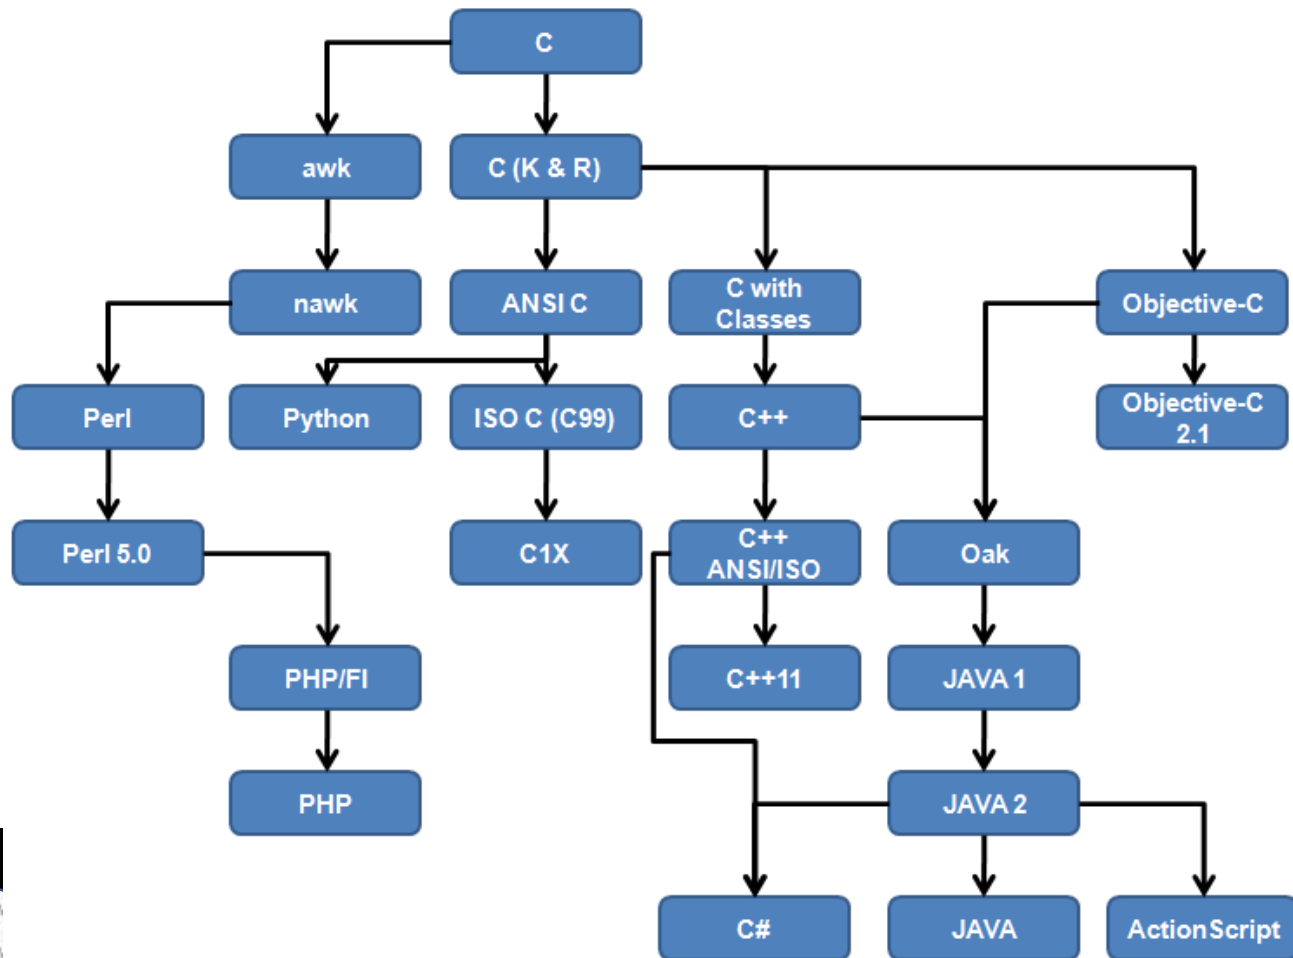 C
awk
C (K & R)
nawk
ANSI C
C with
Classes
Objective-C
Perl
Python
ISO C (C99)
C++
Objective-C
2.1
Perl 5.0
C1X
C++
ANSI/ISO
Oak
PHP/FI
C++11
JAVA 1
PHP
JAVA 2
C#
JAVA
ActionScript